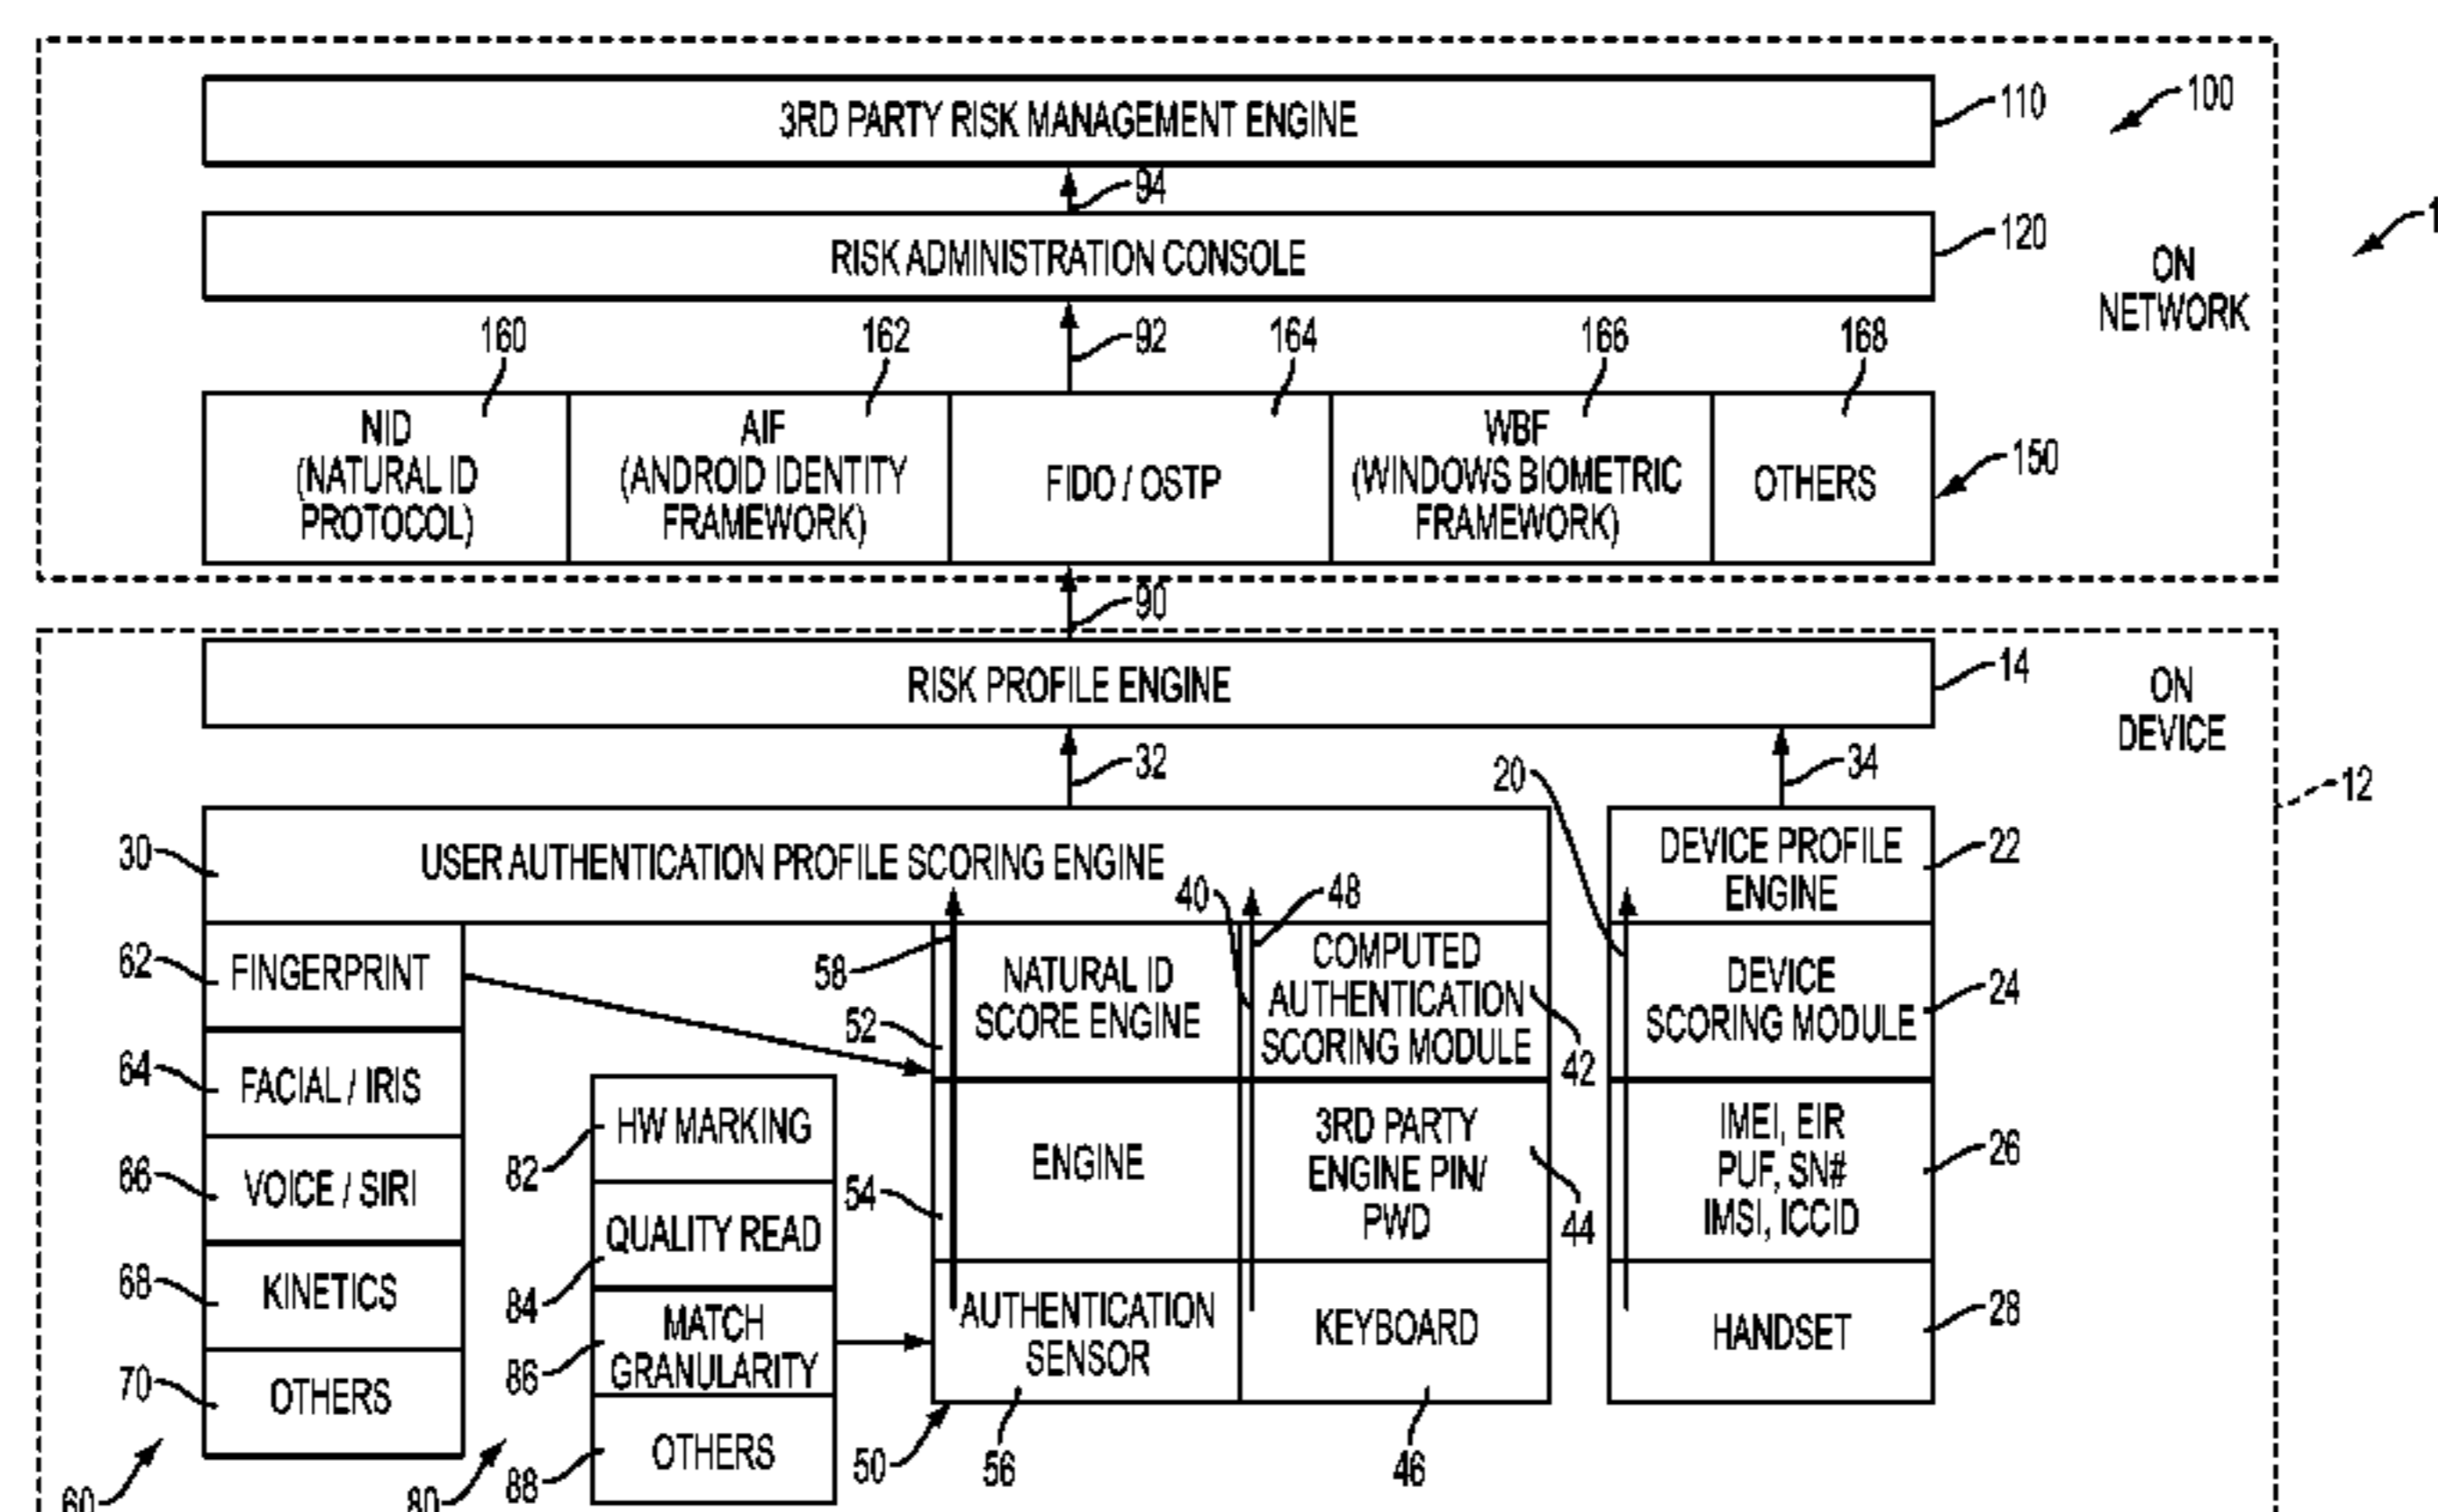 3RD PARTY RISK MANAGEMENT ENGINE
110
100
94
RISK ADMINISTRATION CONSOLE
120
ON
NETWORK
160
162
92
164
166
168
NID
(NATURAL ID
PROTOCOL)
AIF
(ANDROID IDENTITY
FRAMEWORK)
FIDO / OSTP
WBF
(WINDOWS BIOMETRIC
FRAMEWORK)
OTHERS
150
90
RISK PROFILE ENGINE
14
ON
DEVICE
32
20
34
12
30
USER AUTHENTICATION PROFILE SCORING ENGINE
40
48
DEVICE PROFILE
ENGINE
22
62
FINGERPRINT
58
52
NATURAL ID
SCORE ENGINE
COMPUTED
AUTHENTICATION
SCORING MODULE
42
DEVICE
SCORING MODULE
24
64
FACIAL / IRIS
HW MARKING
82
ENGINE
54
3RD PARTY
ENGINE PIN/
PWD
44
IMEI, EIR
PUF, SN#
IMSI, ICCID
26
66
VOICE / SIRI
QUALITY READ
84
68
KINETICS
MATCH
GRANULARITY
86
AUTHENTICATION
SENSOR
KEYBOARD
HANDSET
28
70
OTHERS
OTHERS
88
50
56
46
60
80